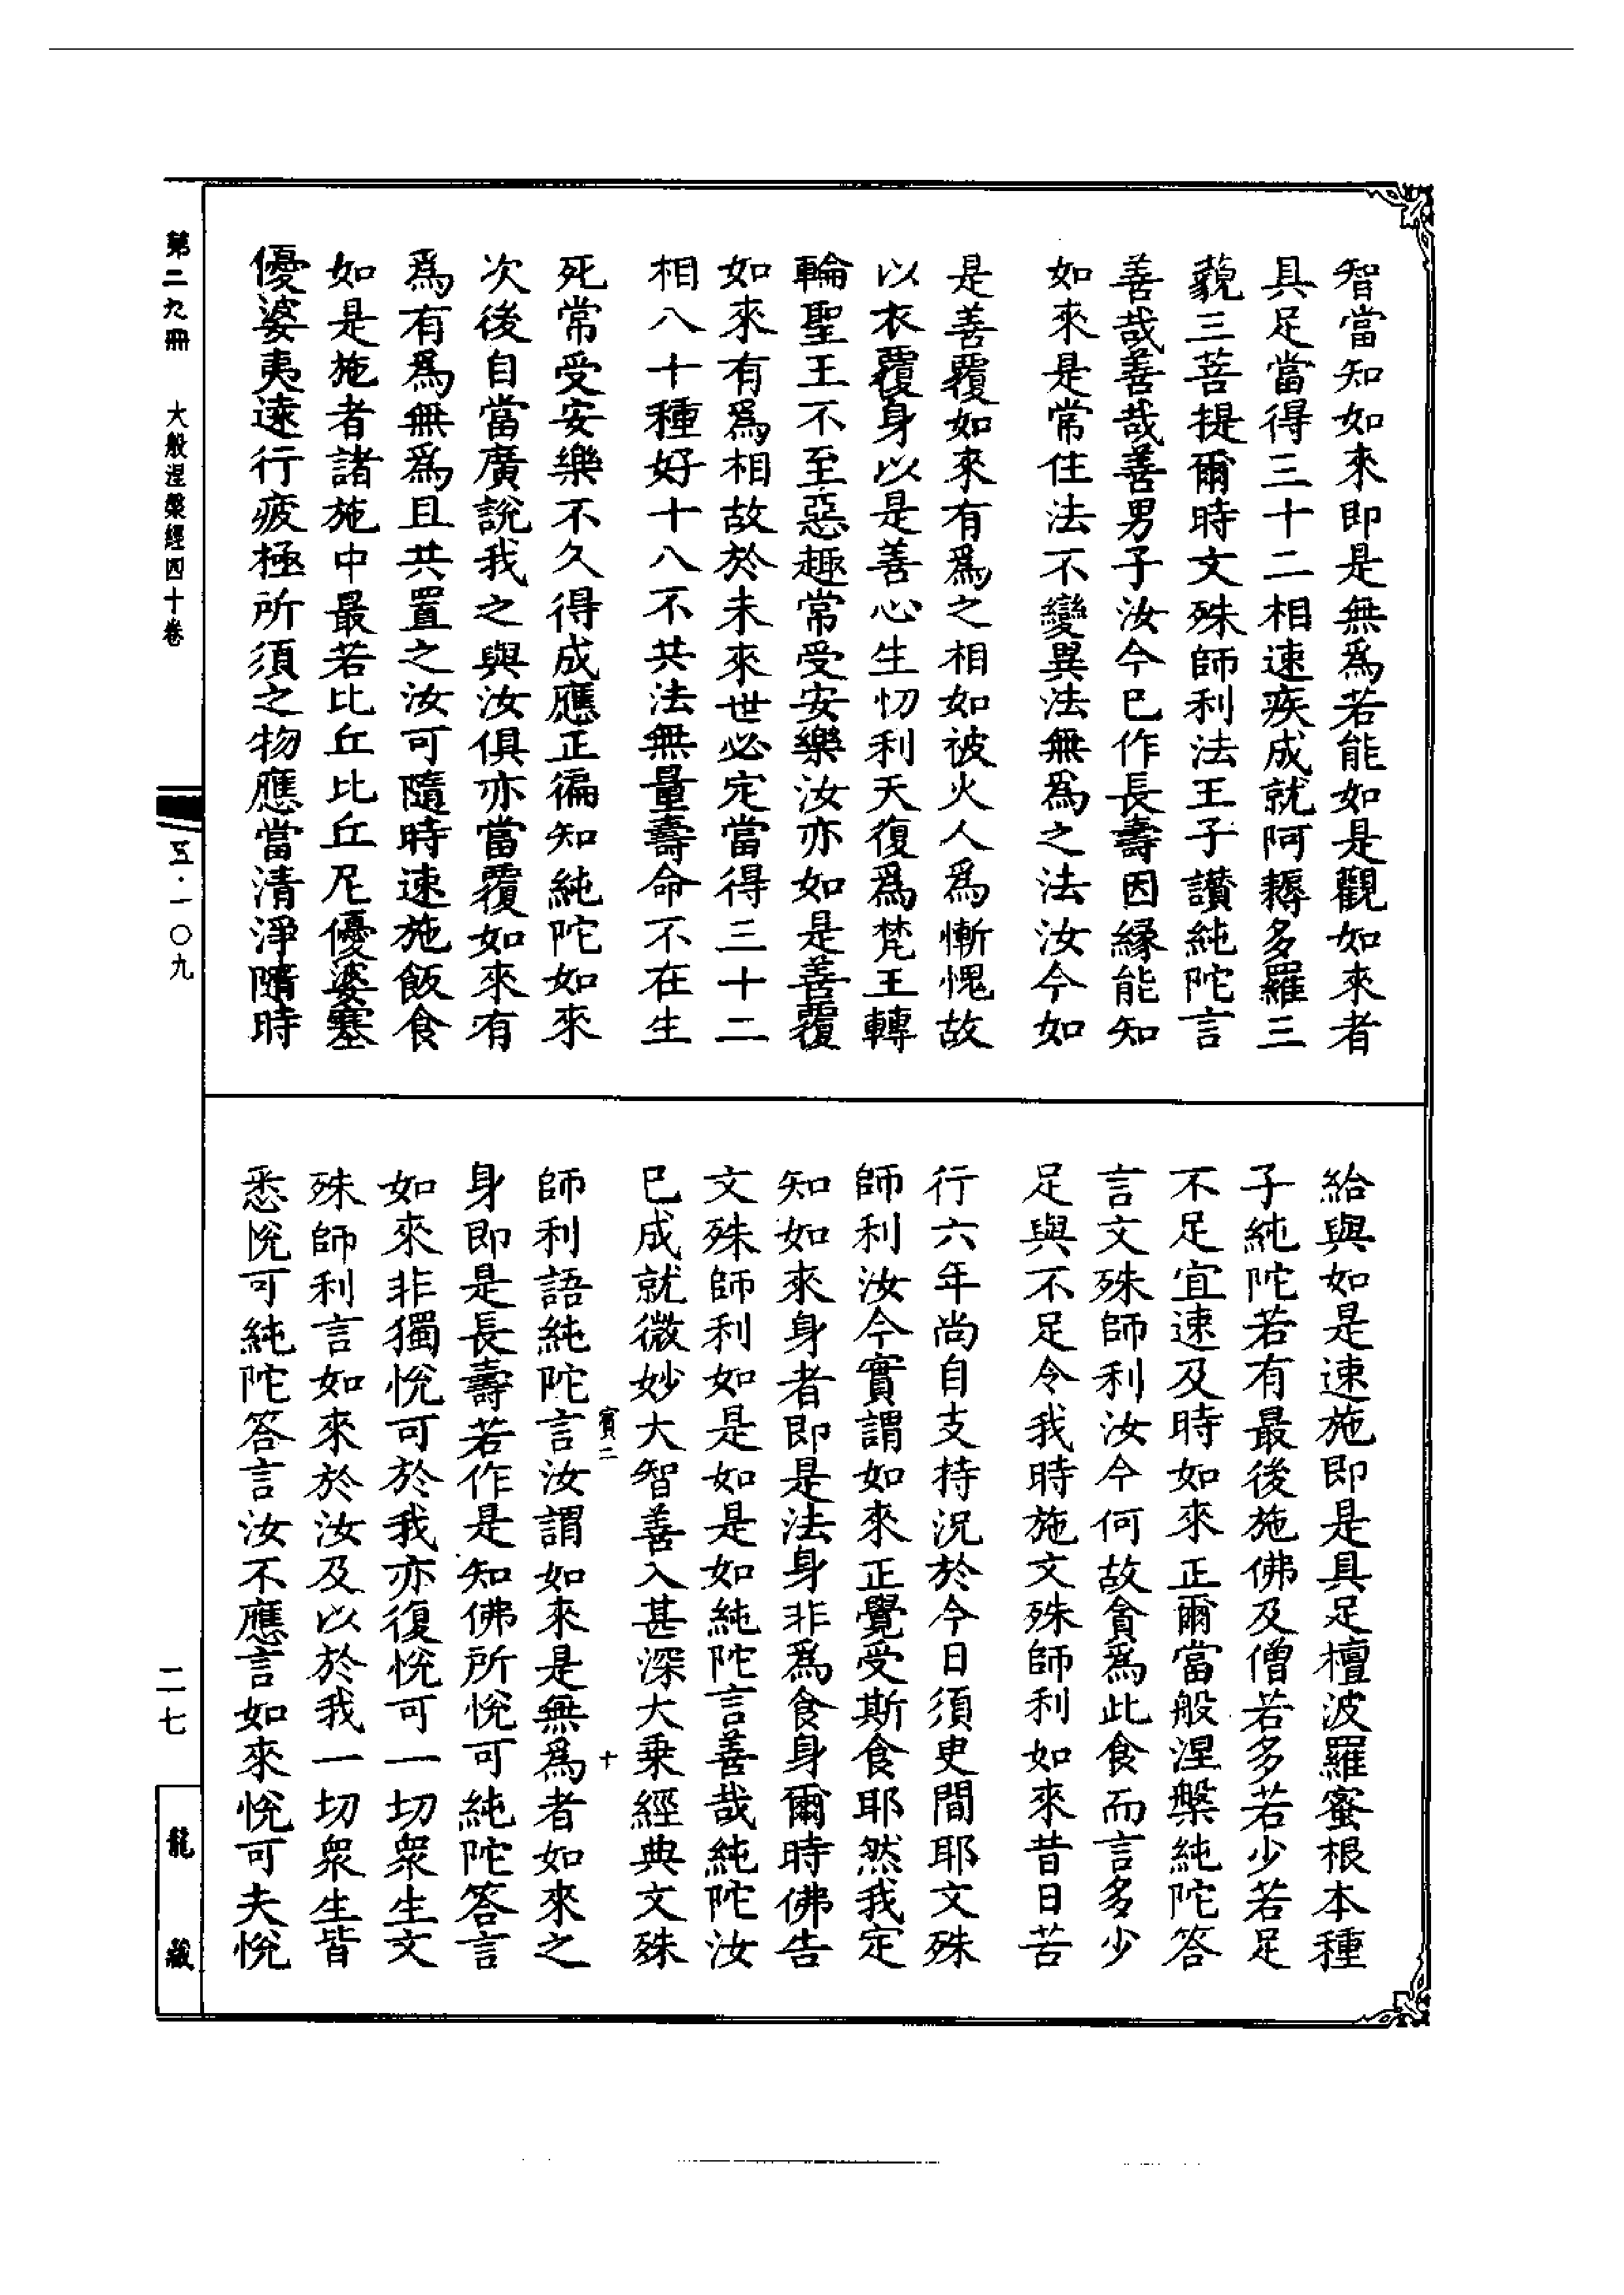 智當知如來即是無爲若能如是觀如來者
具足當得三十二相速疾成就阿耨多羅三
藐三菩提爾時文殊師利法王子讚純陀言
善哉善哉善男子汝今已作長壽因緣能知
如來是常住法不變異法無爲之法汝今如
是善覆如來有爲之相如被火人爲慚愧故
以衣覆身以是善心生忉利天復爲梵王轉
輪聖王不至惡趣常受安樂汝亦如是善覆
如來有爲相故於未來世必定當得三十二
相八十種好十八不共法無量壽命不在生
死常受安樂不久得成應正徧知純陀如來
次後自當廣說我之與汝俱亦當覆如來有
爲有爲無爲且共置之汝可隨時速施飯食
如是施者諸施中最若比丘比丘尼優婆塞
優婆夷遠行疲極所須之物應當清淨隨時
給與如是速施即是具足檀波羅蜜根本種
子純陀若有最後施佛及僧若多若少若足
不足宜速及時如來正爾當般涅槃純陀答
言文殊師利汝今何故貪爲此食而言多少
足與不足令我時施文殊師利如來昔日苦
行六年尚自支持況於今日須臾間耶文殊
師利汝今實謂如來正覺受斯食耶然我定
知如來身者即是法身非爲食身爾時佛告
文殊師利如是如是如純陀言善哉純陀汝
已成就微妙大智善入甚深大乘經典文殊
賓二 十
師利語純陀言汝謂如來是無爲者如來之
身即是長壽若作是知佛所悅可純陀答言
如來非獨悅可於我亦復悅可一切衆生文
殊師利言如來於汝及以於我一切衆生皆
悉悅可純陀答言汝不應言如來悅可夫悅
第二九冊 大般涅槃經四十卷
五·一〇九
二七
龍藏